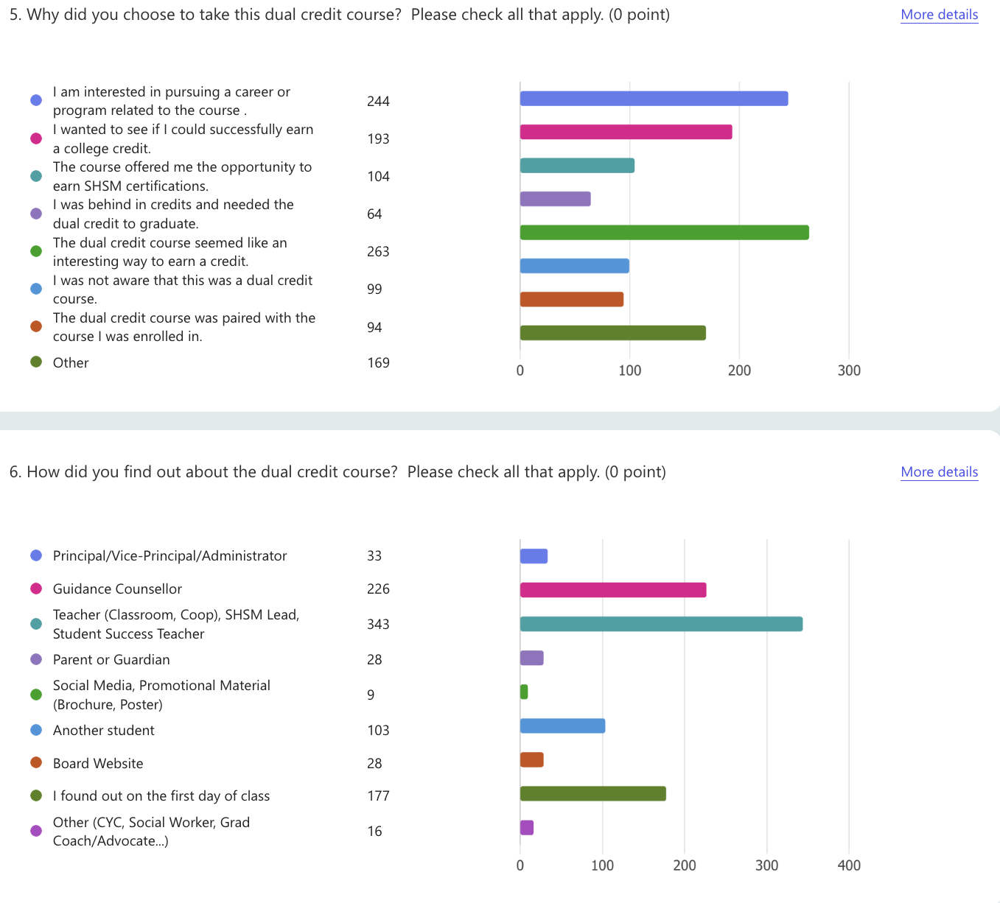 5. Why did you choose to take this dual credit course?  Please check all that apply. (0 point)
More details
I am interested in pursuing a career or
program related to the course .
244
I wanted to see if I could successfully earn
a college credit.
193
The course offered me the opportunity to
earn SHSM certifications.
104
I was behind in credits and needed the
dual credit to graduate.
64
The dual credit course seemed like an
interesting way to earn a credit.
263
I was not aware that this was a dual credit
course.
99
The dual credit course was paired with the
course I was enrolled in.
94
Other
169
0 100 200 300
6. How did you find out about the dual credit course?  Please check all that apply. (0 point)
More details
Principal/Vice-Principal/Administrator
33
Guidance Counsellor
226
Teacher (Classroom, Coop), SHSM Lead,
Student Success Teacher
343
Parent or Guardian
28
Social Media, Promotional Material
(Brochure, Poster)
9
Another student
103
Board Website
28
I found out on the first day of class
177
Other (CYC, Social Worker, Grad
Coach/Advocate...)
16
0 100 200 300 400